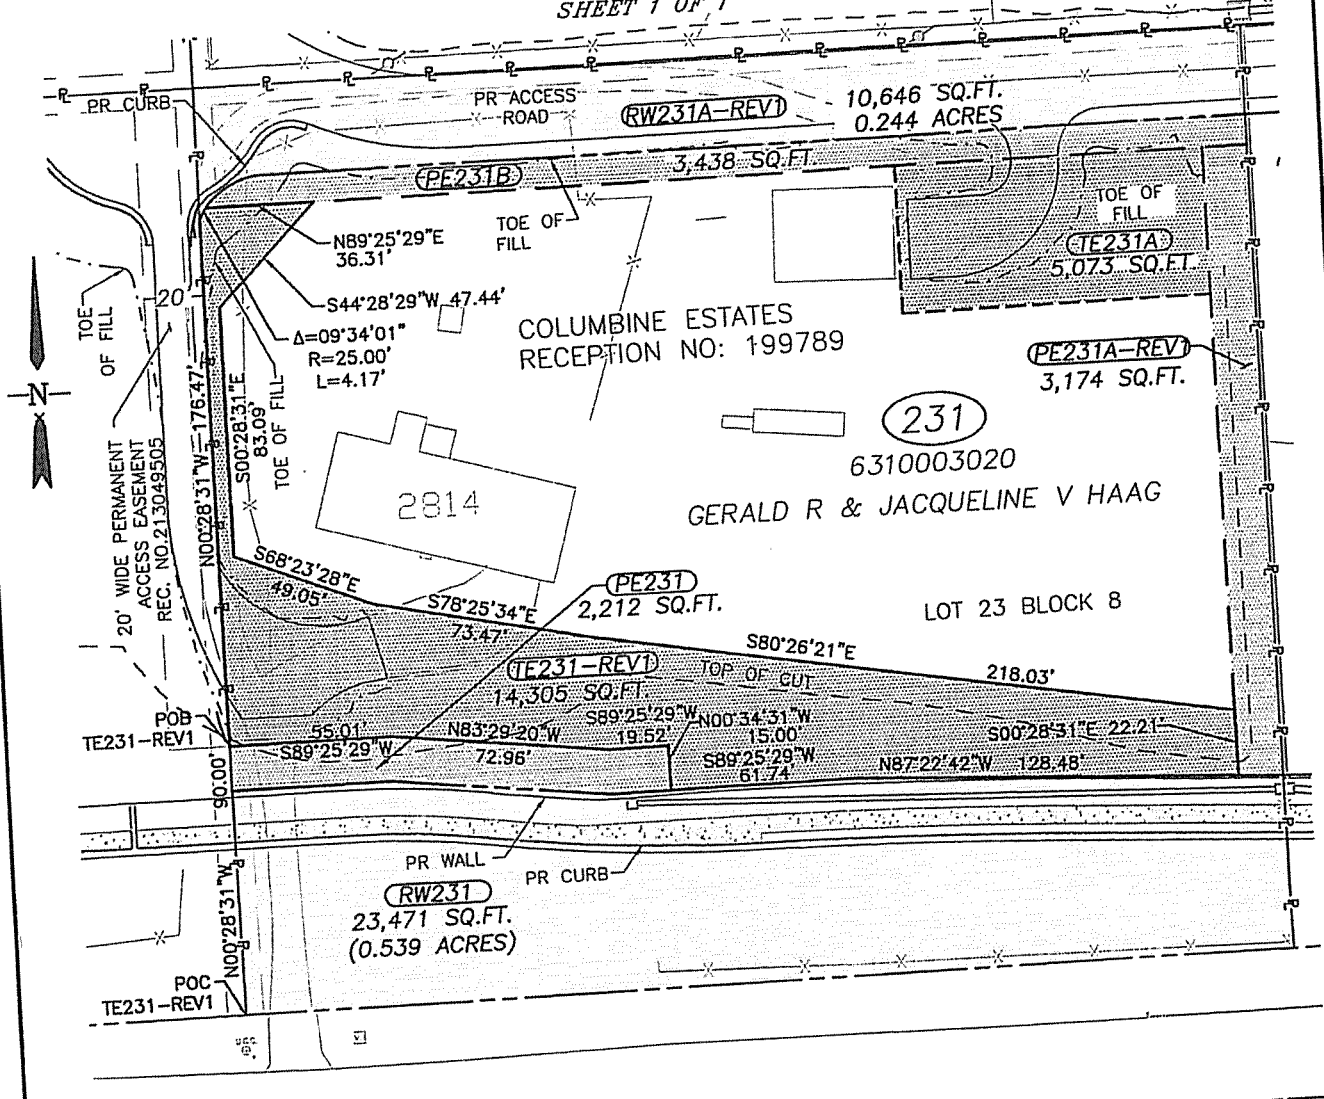 SHEET 1 OF 1
PR CURB
PR ACCESS
ROAD
RW231A-REV1
10,646 SQ.FT.
0.244 ACRES
PE231B
3,438 SQ.FT.
TOE OF
FILL
N89°25'29"E
36.31'
S44°28'29"W 47.44'
Δ=09°34'01"
R=25.00'
L=4.17'
TOE OF
FILL
TE231A
5,073 SQ.FT.
20'
TOE
OF FILL
N
COLUMBINE ESTATES
RECEPTION NO: 199789
PE231A-REV1
3,174 SQ.FT.
231
6310003020
GERALD R & JACQUELINE V HAAG
2814
LOT 23 BLOCK 8
20' WIDE PERMANENT
ACCESS EASEMENT
REC. NO.213049505
N00°28'31"W 176.47'
S00°28'31"E
83.09'
TOE OF FILL
S68°23'28"E
49.05'
S78°25'34"E
73.47'
PE231
2,212 SQ.FT.
S80°26'21"E
218.03'
TE231-REV1
14,305 SQ.FT.
TOP OF CUT
POB
TE231-REV1
55.01'
S89°25'29"W
N83°29'20"W
72.96'
S89°25'29"W
19.52'
N00°34'31"W
15.00'
S89°25'29"W
61.74'
S00°28'31"E 22.21'
N87°22'42"W 128.48'
90.00'
N00°28'31"W
PR WALL
PR CURB
RW231
23,471 SQ.FT.
(0.539 ACRES)
POC
TE231-REV1